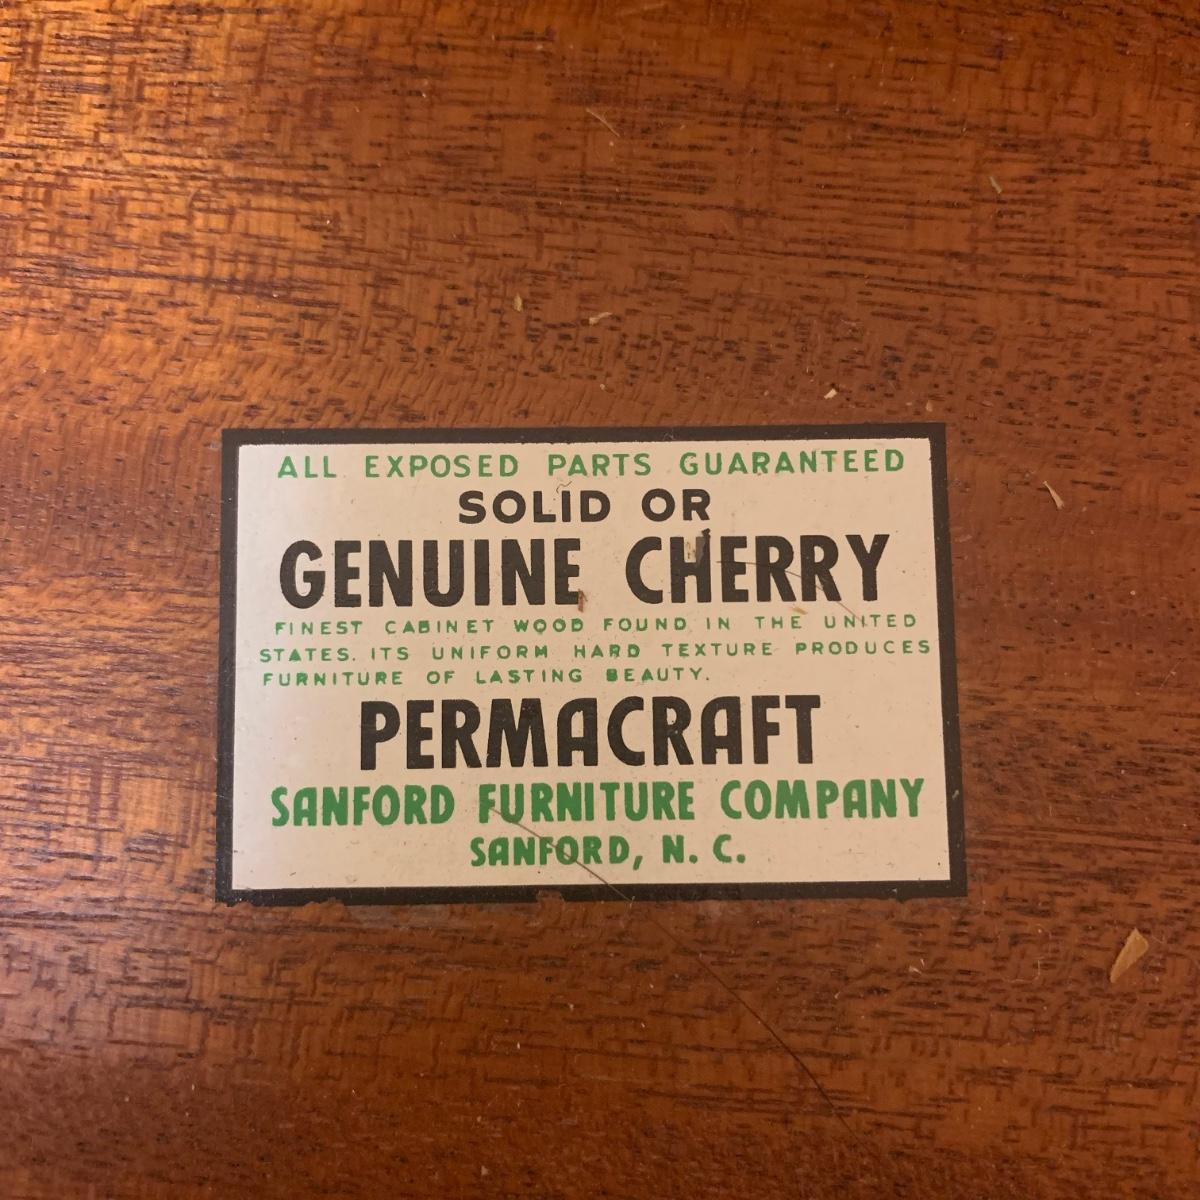 ALL EXPOSED PARTS GUARANTEED
SOLID OR
GENUINE CHERRY
FINEST CABINET WOOD FOUND IN THE UNITED
STATES. ITS UNIFORM HARD TEXTURE PRODUCES
FURNITURE OF LASTING BEAUTY.
PERMACRAFT
SANFORD FURNITURE COMPANY
SANFORD, N. C.